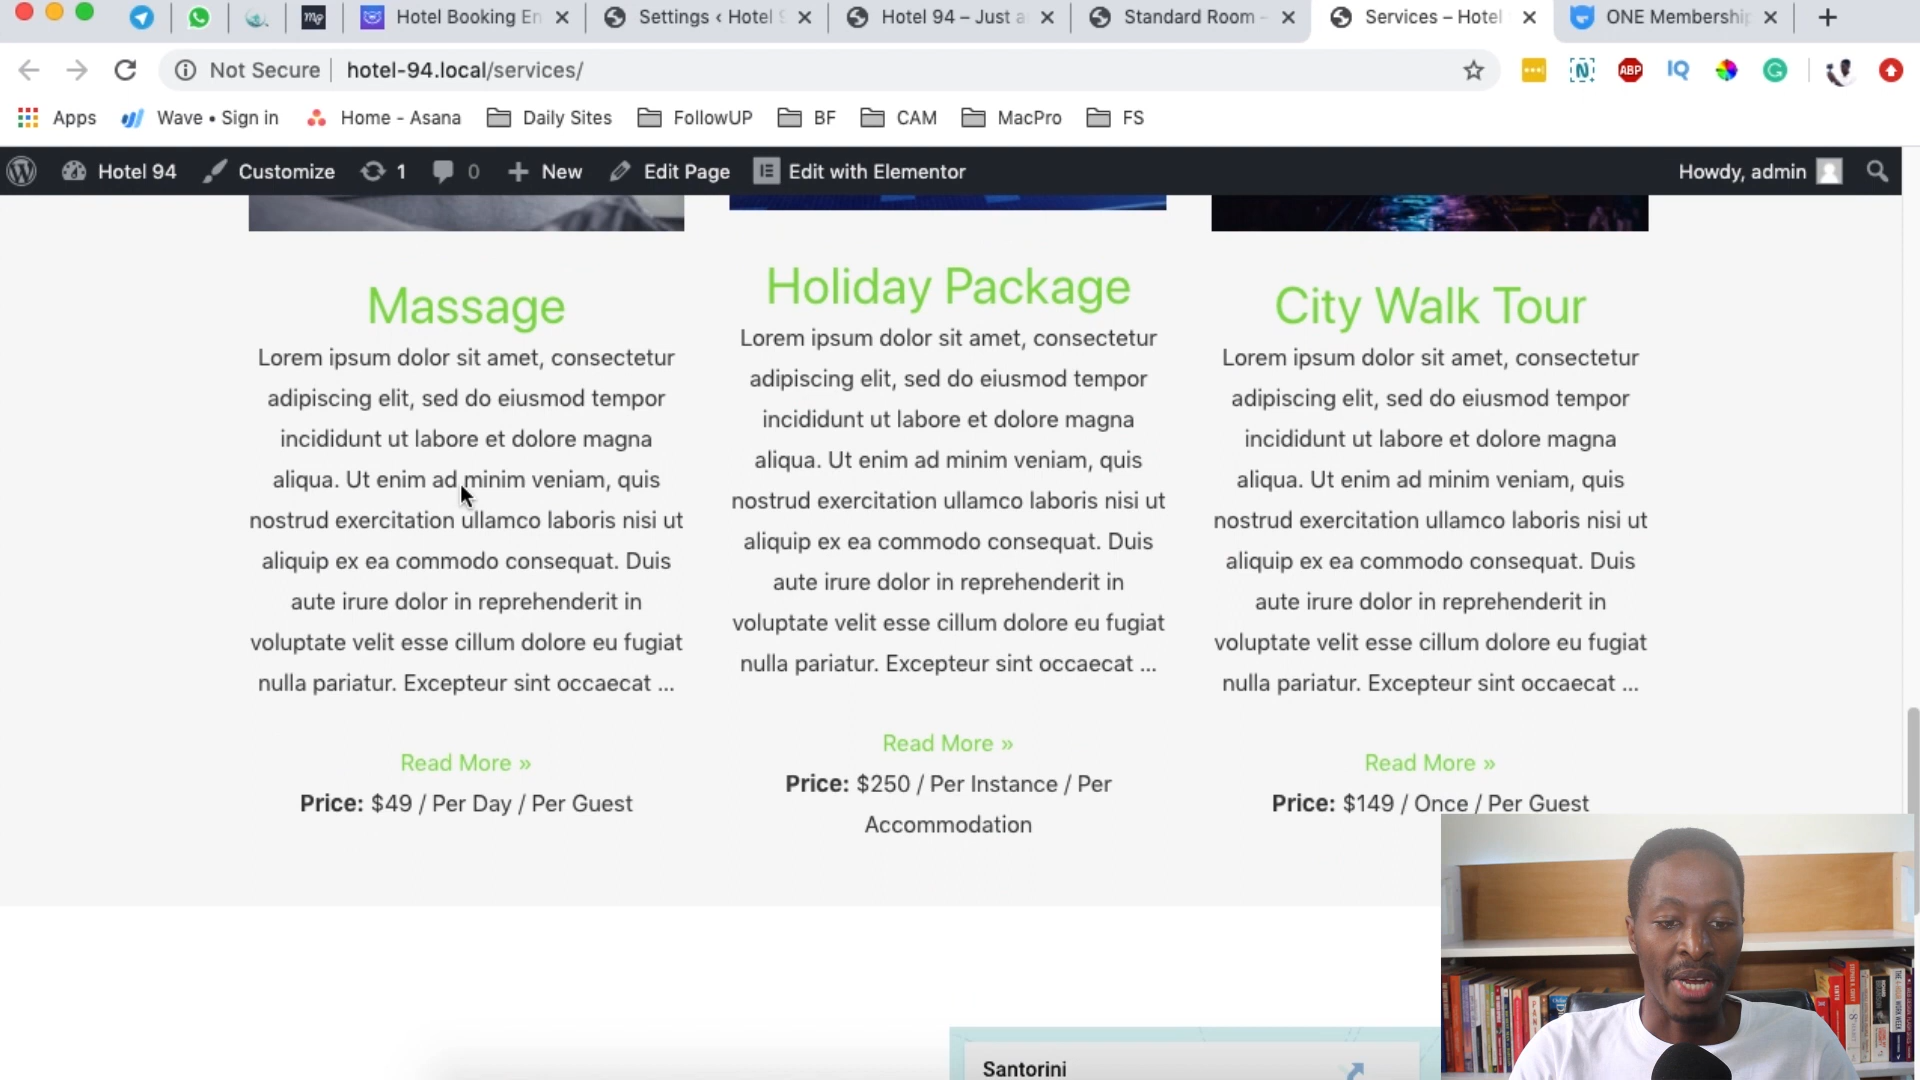 Hotel Booking En
Settings ‹ Hotel 9
Hotel 94 – Just a
Standard Room –
Services – Hotel
ONE Membership
Not Secure
hotel-94.local/services/
ABP
IQ
Apps
Wave • Sign in
Home - Asana
Daily Sites
FollowUP
BF
CAM
MacPro
FS
Hotel 94
Customize
1
0
New
Edit Page
Edit with Elementor
Howdy, admin
Massage
Lorem ipsum dolor sit amet, consectetur
adipiscing elit, sed do eiusmod tempor
incididunt ut labore et dolore magna
aliqua. Ut enim ad minim veniam, quis
nostrud exercitation ullamco laboris nisi ut
aliquip ex ea commodo consequat. Duis
aute irure dolor in reprehenderit in
voluptate velit esse cillum dolore eu fugiat
nulla pariatur. Excepteur sint occaecat ...
Read More »
Price: $49 / Per Day / Per Guest
Holiday Package
Lorem ipsum dolor sit amet, consectetur
adipiscing elit, sed do eiusmod tempor
incididunt ut labore et dolore magna
aliqua. Ut enim ad minim veniam, quis
nostrud exercitation ullamco laboris nisi ut
aliquip ex ea commodo consequat. Duis
aute irure dolor in reprehenderit in
voluptate velit esse cillum dolore eu fugiat
nulla pariatur. Excepteur sint occaecat ...
Read More »
Price: $250 / Per Instance / Per
Accommodation
City Walk Tour
Lorem ipsum dolor sit amet, consectetur
adipiscing elit, sed do eiusmod tempor
incididunt ut labore et dolore magna
aliqua. Ut enim ad minim veniam, quis
nostrud exercitation ullamco laboris nisi ut
aliquip ex ea commodo consequat. Duis
aute irure dolor in reprehenderit in
voluptate velit esse cillum dolore eu fugiat
nulla pariatur. Excepteur sint occaecat ...
Read More »
Price: $149 / Once / Per Guest
Santorini